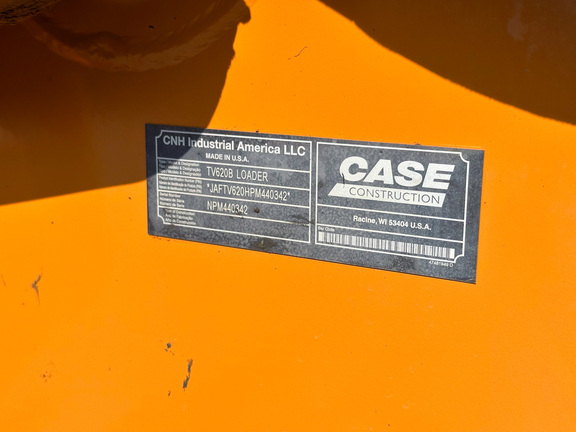 CNH Industrial America LLC
MADE IN U.S.A.
TV620B LOADER
*JAFTV620HPM440342*
NPM440342
CASE
CONSTRUCTION
Racine, WI 53404 U.S.A.